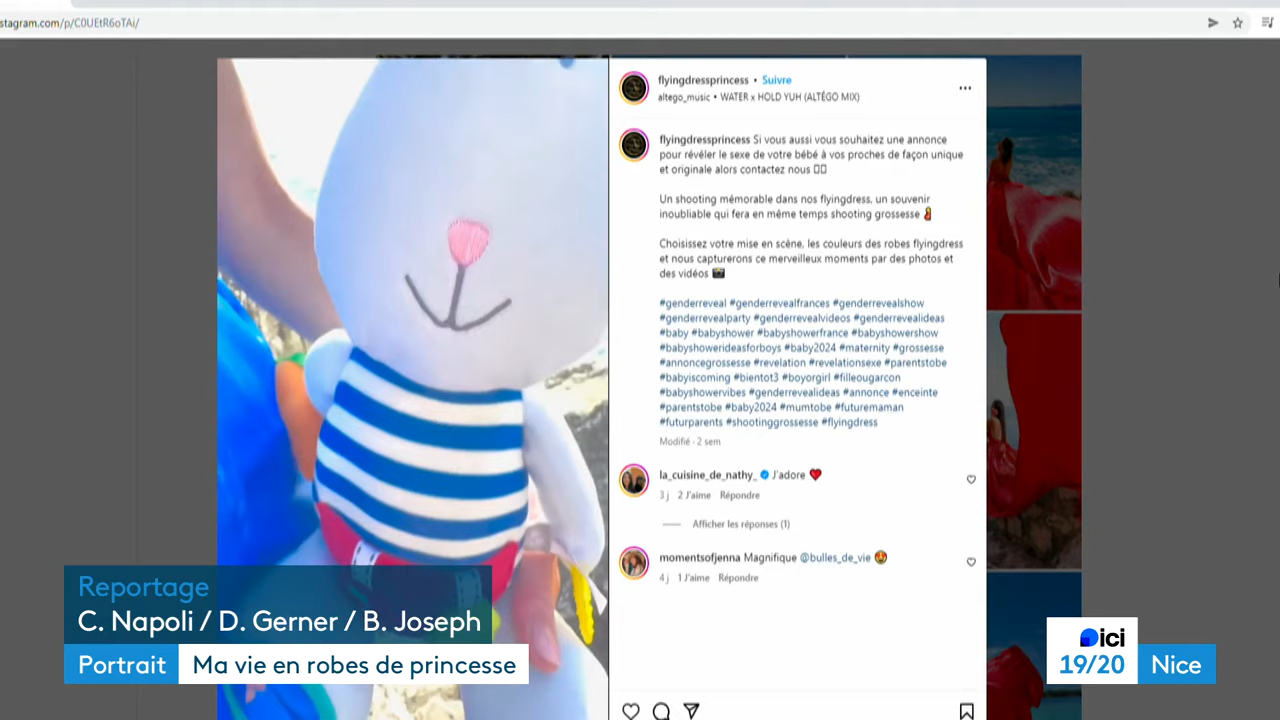 stagram.com/p/C0UEtR6oTAi/
flyingdressprincess • Suivre
altego_music • WATER x HOLD YUH (ALTÉGO MIX)
flyingdressprincess Si vous aussi vous souhaitez une annonce
pour révéler le sexe de votre bébé à vos proches de façon unique
et originale alors contactez nous
Un shooting mémorable dans nos flyingdress, un souvenir
inoubliable qui fera en même temps shooting grossesse
Choisissez votre mise en scène, les couleurs des robes flyingdress
et nous capturerons ce merveilleux moments par des photos et
des vidéos 📸
#genderreveal #genderrevealfrances #genderrevealshow
#genderrevealparty #genderrevealvideos #genderrevealideas
#baby #babyshower #babyshowerfrance #babyshowershow
#babyshowerideasforboys #baby2024 #maternity #grossesse
#annoncegrossesse #revelation #revelationsexe #parentstobe
#babyiscoming #bientot3 #boyorgirl #filleougarcon
#babyshowervibes #genderrevealideas #annonce #enceinte
#parentstobe #baby2024 #mumtobe #futuremaman
#futurparents #shootinggrossesse #flyingdress
Modifié · 2 sem
la_cuisine_de_nathy_ J'adore ❤️
3 j 2 J'aime Répondre
Afficher les réponses (1)
momentsofjenna Magnifique @bulles_de_vie 😍
4 j 1 J'aime Répondre
Reportage
C. Napoli / D. Gerner / B. Joseph
Portrait Ma vie en robes de princesse
ici
19/20 Nice